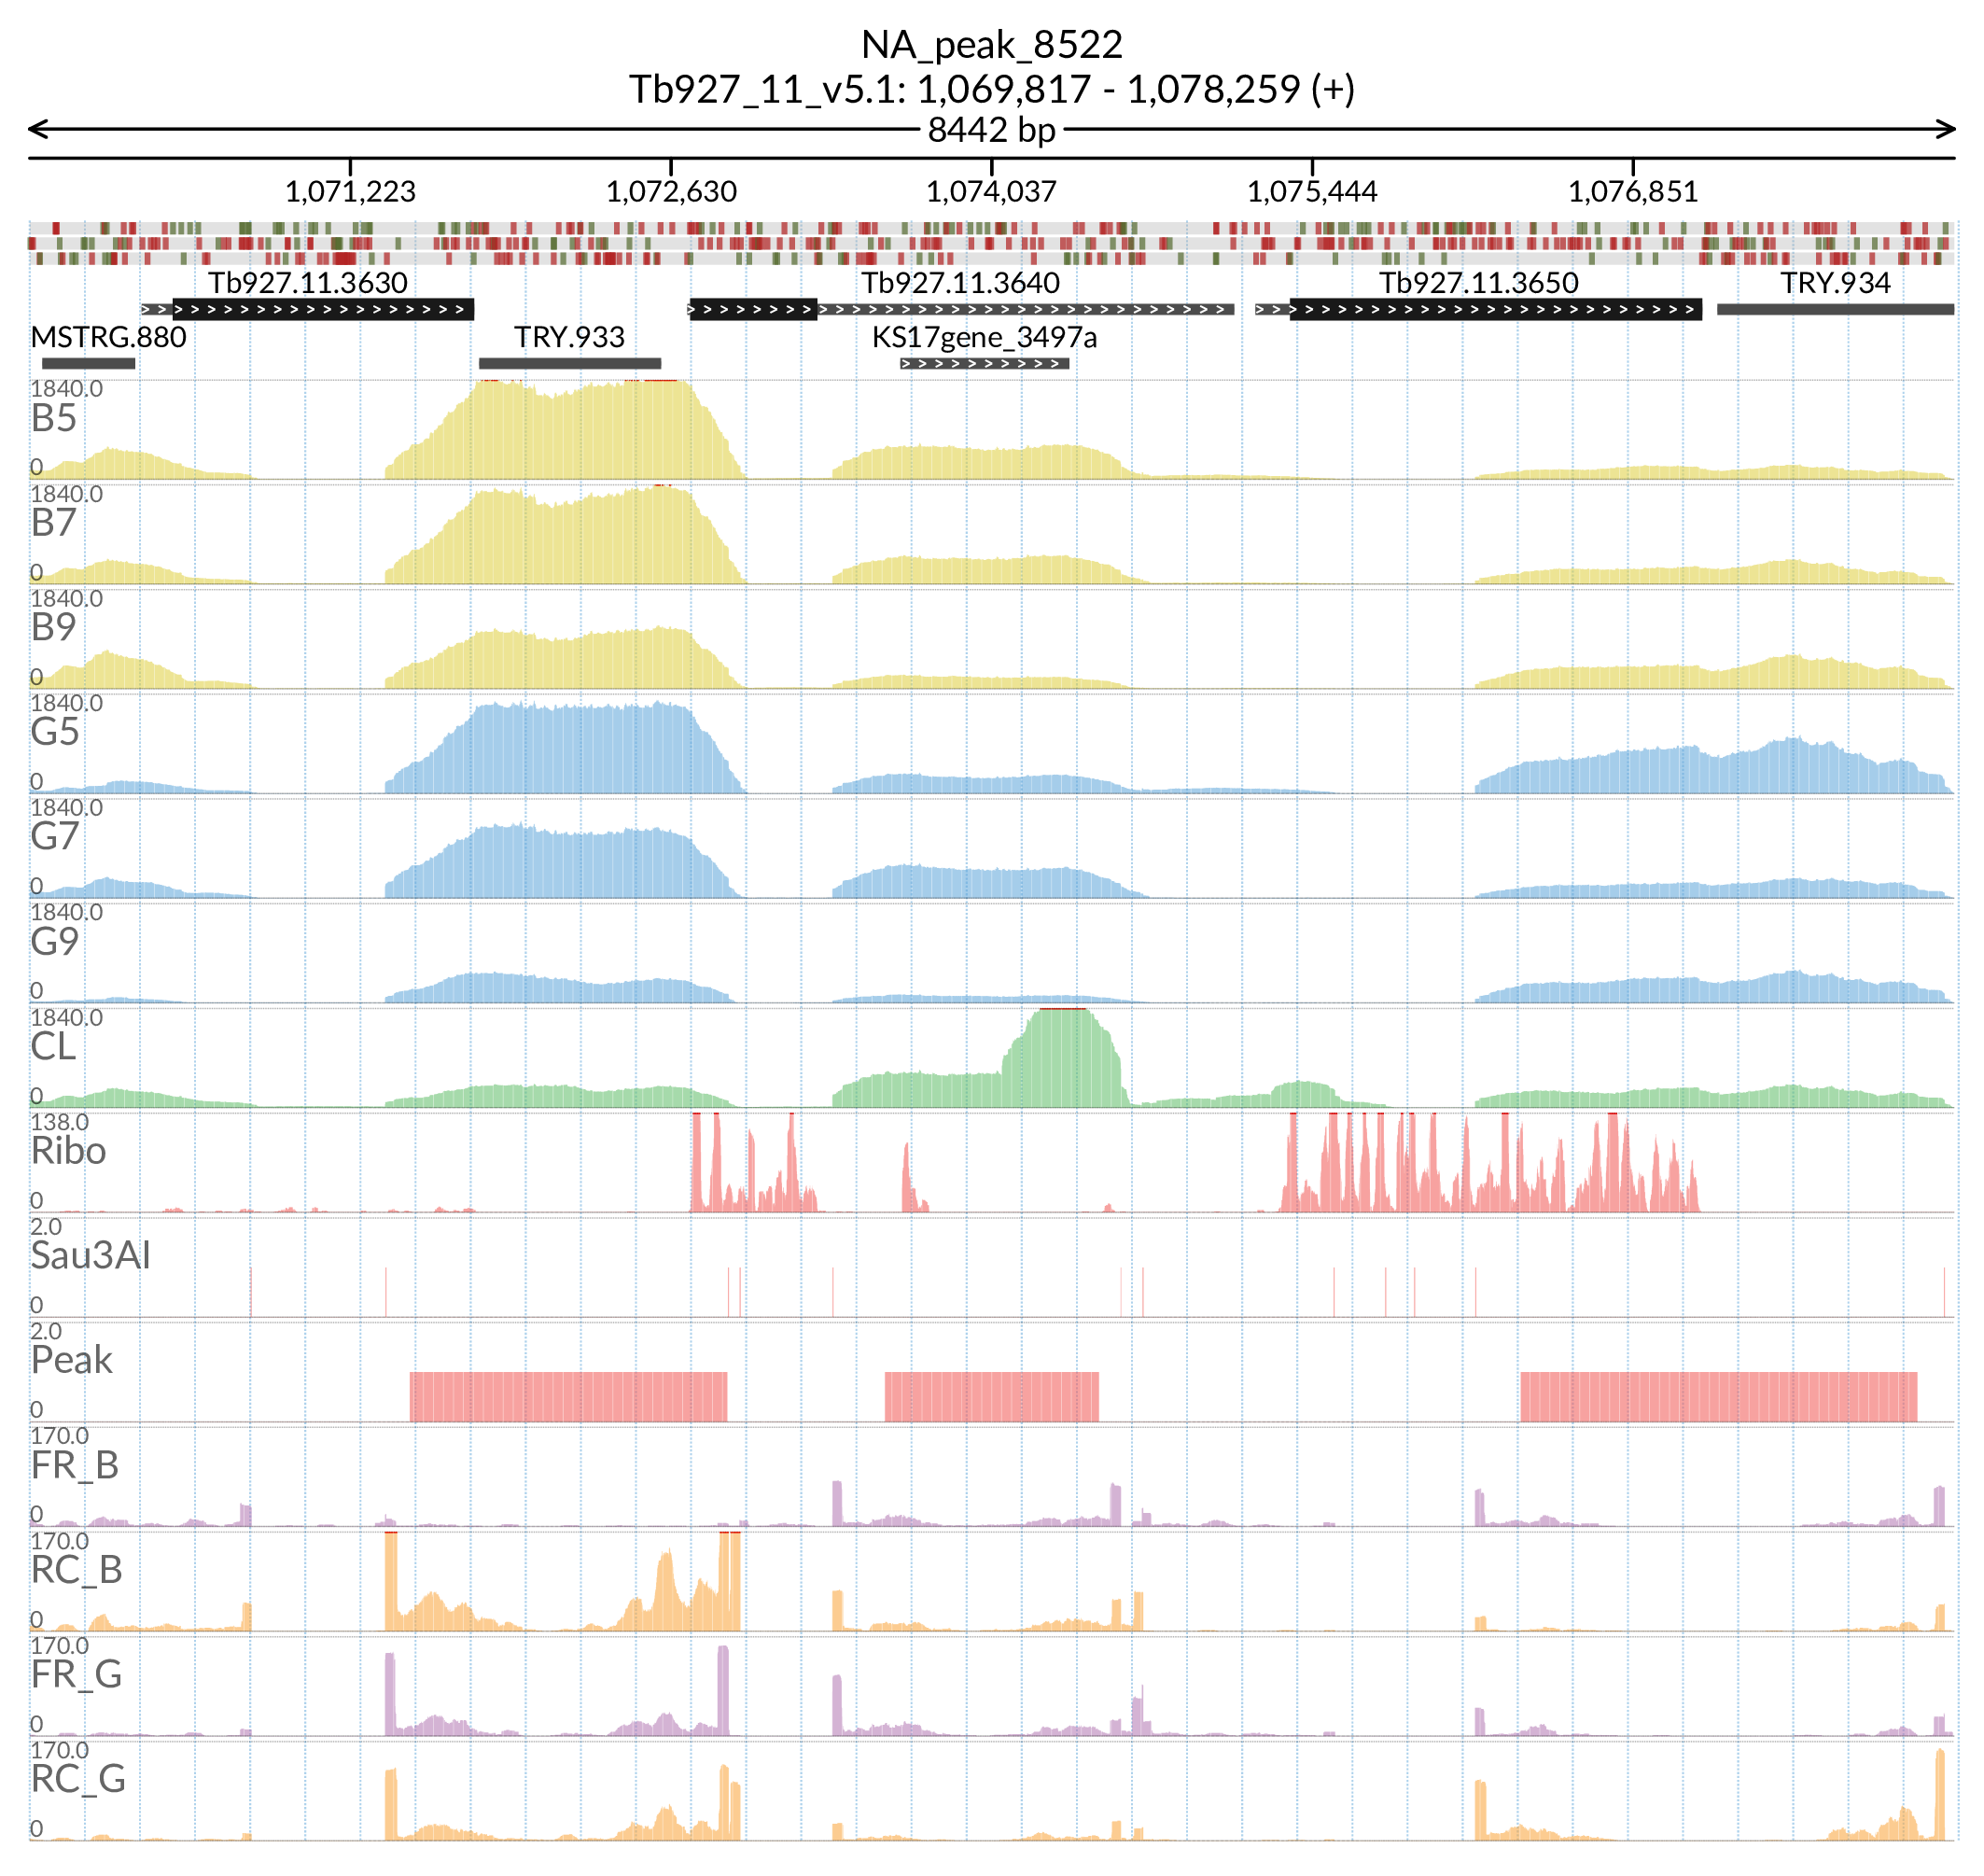 NA_peak_8522
Tb927_11_v5.1: 1,069,817 - 1,078,259 (+)
8442 bp
1,071,223 1,072,630 1,074,037 1,075,444 1,076,851
Tb927.11.3630 Tb927.11.3640 Tb927.11.3650 TRY.934
MSTRG.880 TRY.933 KS17gene_3497a
1840.0
B5
0
1840.0
B7
0
1840.0
B9
0
1840.0
G5
0
1840.0
G7
0
1840.0
G9
0
1840.0
CL
0
138.0
Ribo
0
2.0
Sau3AI
0
2.0
Peak
0
170.0
FR_B
0
170.0
RC_B
0
170.0
FR_G
0
170.0
RC_G
0